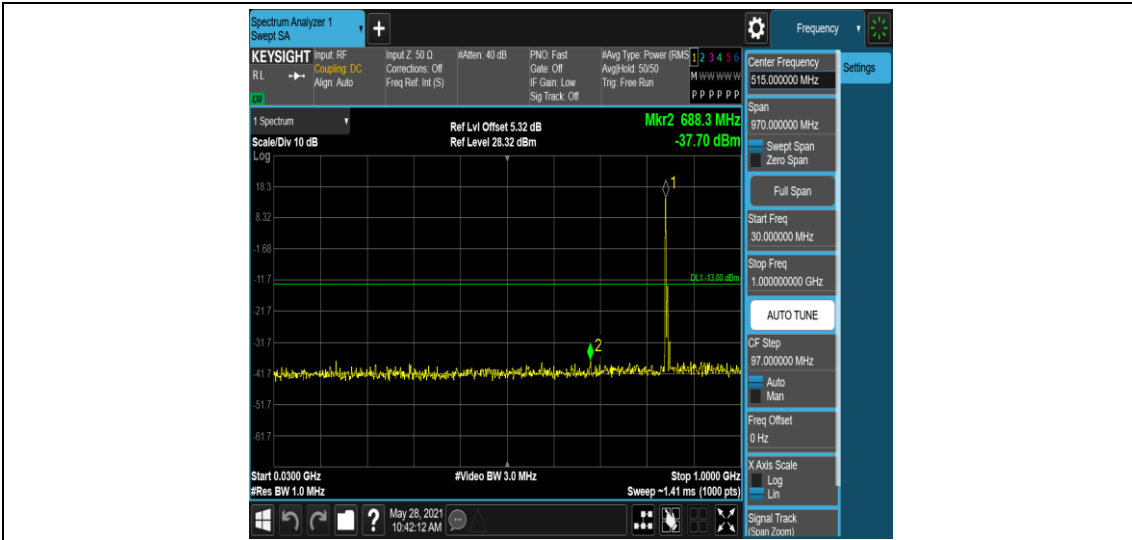 Spectrum Analyzer 1
Swept SA
Frequency
KEYSIGHT
RL
LXI
Input: RF
Coupling: DC
Align: Auto
Input Z: 50 Ω
Corrections: Off
Freq Ref: Int (S)
#Atten: 40 dB
PNO: Fast
Gate: Off
IF Gain: Low
Sig Track: Off
#Avg Type: Power (RMS
Avg|Hold: 50/50
Trig: Free Run
1 2 3 4 5 6
M W W W W W
P P P P P P
1 Spectrum
Scale/Div 10 dB
Log
Ref Lvl Offset 5.32 dB
Ref Level 28.32 dBm
Mkr2 688.3 MHz
-37.70 dBm
18.3
8.32
-1.68
-11.7
-21.7
-31.7
-41.7
-51.7
-61.7
1
DL1 -13.00 dBm
2
Start 0.0300 GHz
#Res BW 1.0 MHz
#Video BW 3.0 MHz
Stop 1.0000 GHz
Sweep ~1.41 ms (1000 pts)
?
May 28, 2021
10:42:12 AM
Center Frequency
515.000000 MHz
Settings
Span
970.000000 MHz
Swept Span
Zero Span
Full Span
Start Freq
30.000000 MHz
Stop Freq
1.000000000 GHz
AUTO TUNE
CF Step
97.000000 MHz
Auto
Man
Freq Offset
0 Hz
X Axis Scale
Log
Lin
Signal Track
(Span Zoom)